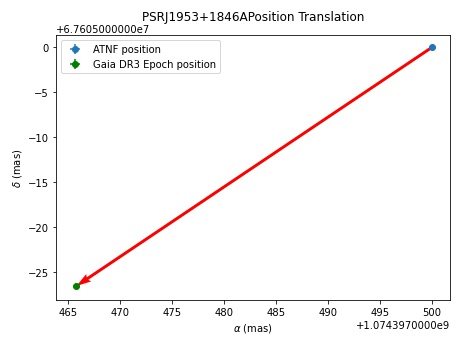 PSRJ1953+1846APosition Translation
+6.7605000000e7
ATNF position
Gaia DR3 Epoch position
0
−5
−10
−15
−20
−25
δ (mas)
465 470 475 480 485 490 495 500
+1.0743970000e9
α (mas)